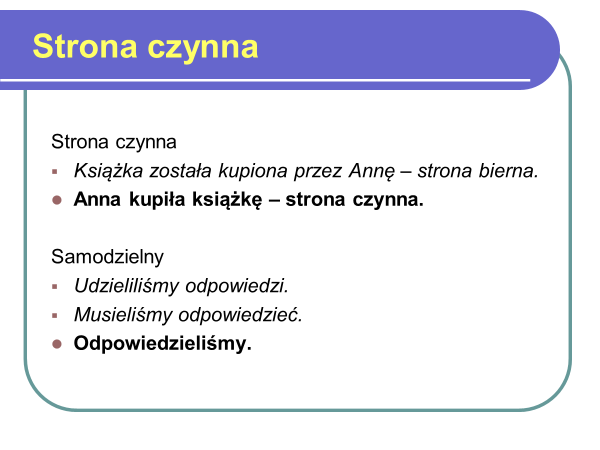 Strona czynna
Strona czynna
Książka została kupiona przez Annę – strona bierna.
Anna kupiła książkę – strona czynna.
Samodzielny
Udzieliliśmy odpowiedzi.
Musieliśmy odpowiedzieć.
Odpowiedzieliśmy.